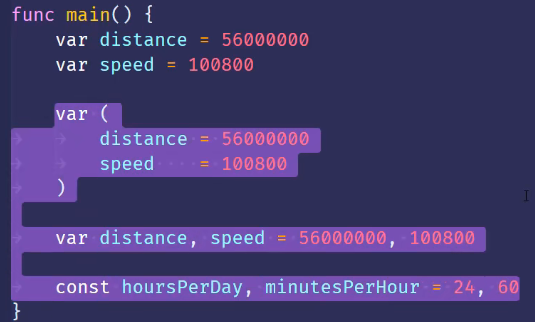 func main() {
    var distance = 56000000
    var speed = 100800

    var (
        distance = 56000000
        speed    = 100800
    )

    var distance, speed = 56000000, 100800

    const hoursPerDay, minutesPerHour = 24, 60
}